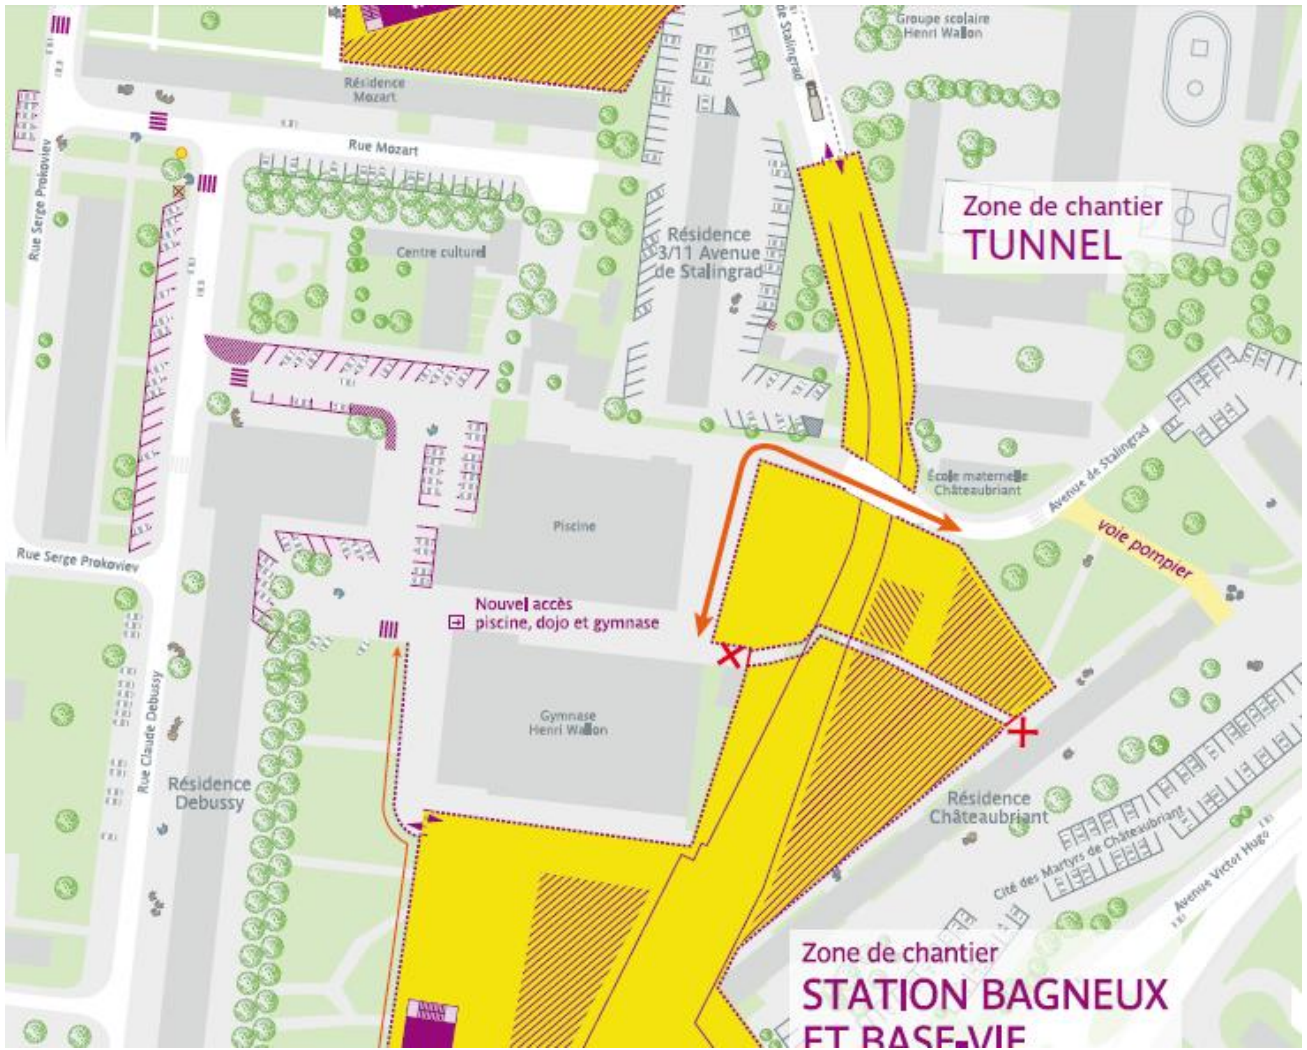 de Stalingrad
Groupe scolaire
Henri Wallon
Résidence
Mozart
Rue Mozart
Rue Serge Prokoviev
Zone de chantier
TUNNEL
Centre culturel
Résidence
3/11 Avenue
de Stalingrad
École maternelle
Châteaubriant
Avenue de Stalingrad
voie pompier
Piscine
Rue Serge Prokoviev
Nouvel accès
piscine, dojo et gymnase
Gymnase
Henri Wallon
Rue Claude Debussy
Résidence
Debussy
Résidence
Châteaubriant
Cité des Martyrs de Châteaubriant
Avenue Victor Hugo
Zone de chantier
STATION BAGNEUX
ET BASE-VIE